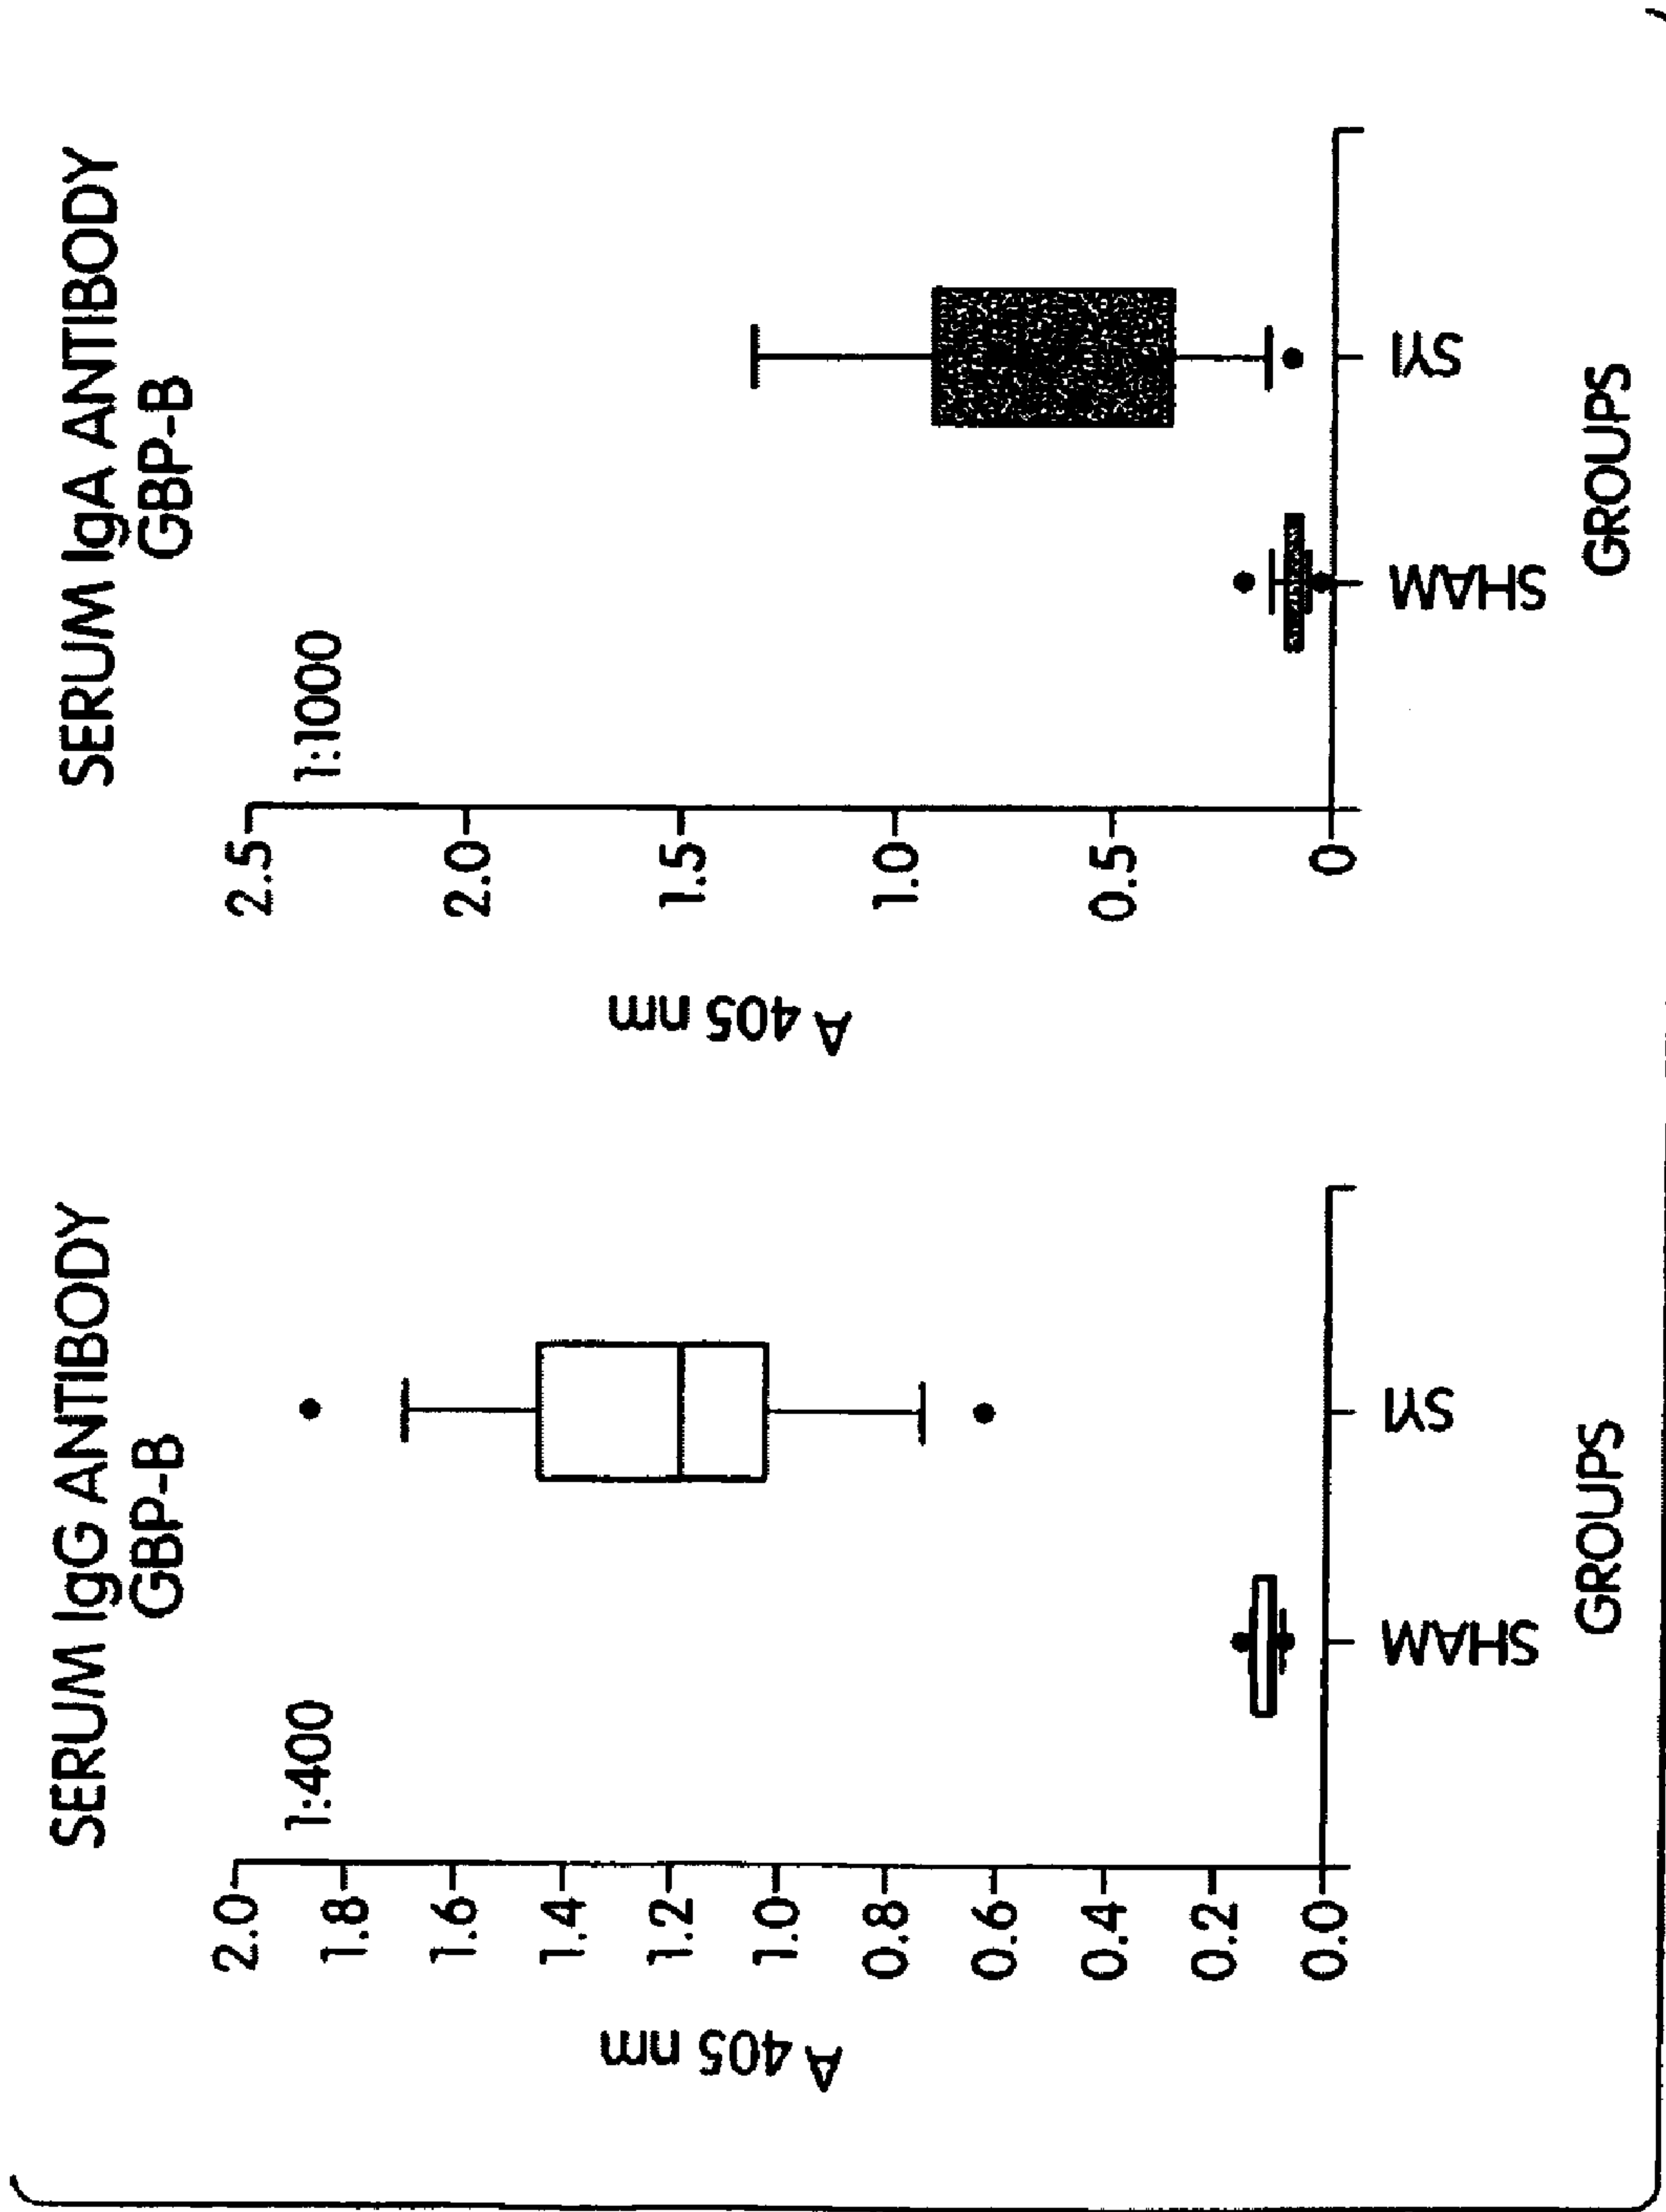 SERUM IgG ANTIBODY
GBP-B
1:400
A 405 nm
2.0
1.8
1.6
1.4
1.2
1.0
0.8
0.6
0.4
0.2
0.0
SHAM
SYI
GROUPS
SERUM IgA ANTIBODY
GBP-B
1:1000
A 405 nm
2.5
2.0
1.5
1.0
0.5
0
SHAM
SYI
GROUPS